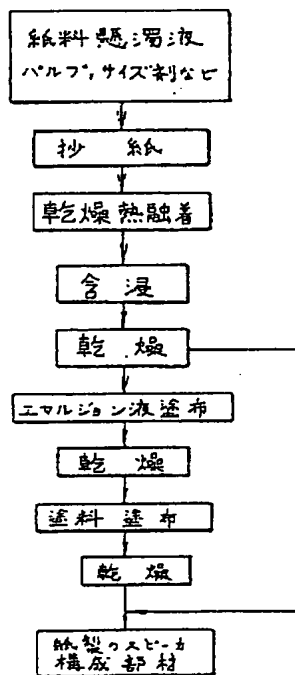 紙料懸濁液
パルプ,サイズ剤など
抄紙
乾燥熱融着
含浸
乾燥
エマルジョン液塗布
乾燥
塗料塗布
乾燥
紙製のスピーカ
構成部材